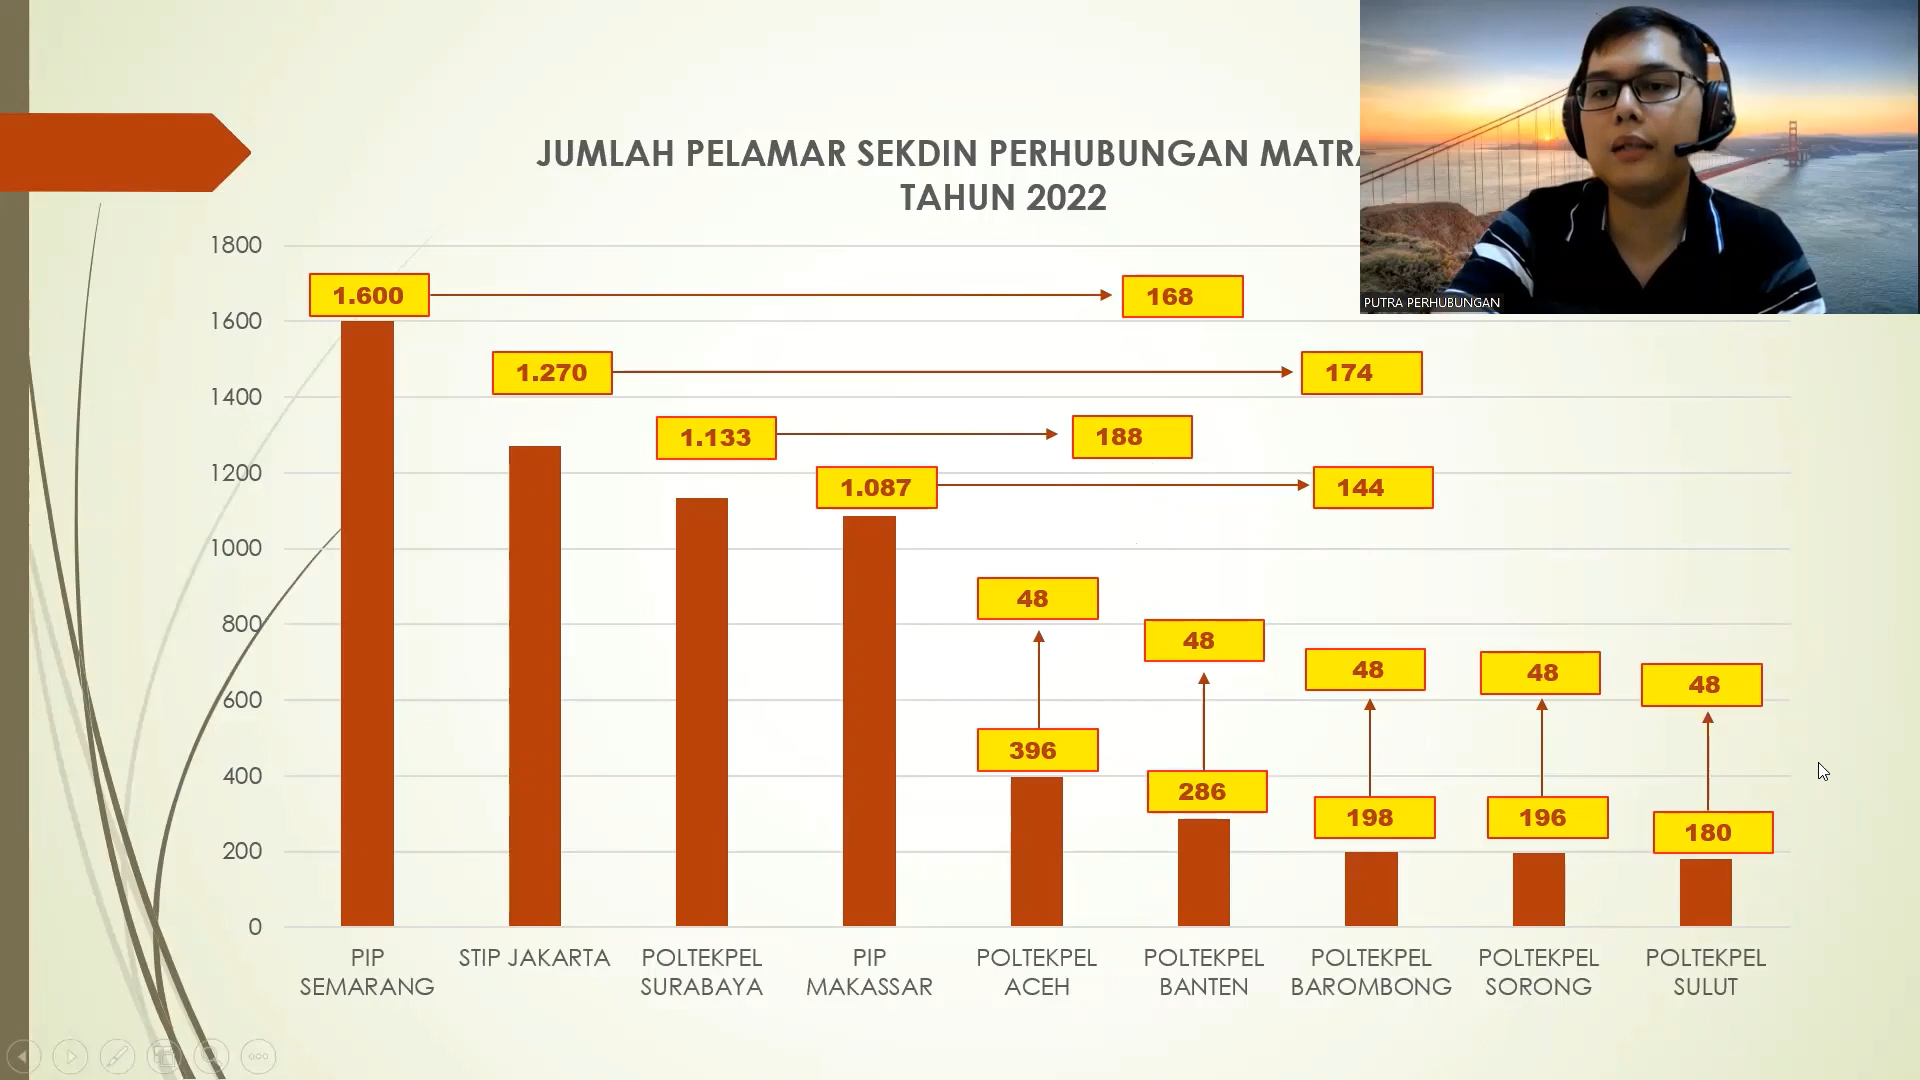 JUMLAH PELAMAR SEKDIN PERHUBUNGAN
TAHUN 2022
PUTRA PERHUBUNGAN
1800
1.600 168
1600
1.270 174
1400
1.133 188
1200
1.087 144
1000
48
800
48 48 48 48
600
396
400
286 198 196 180
200
0
PIP SEMARANG
STIP JAKARTA
POLTEKPEL SURABAYA
PIP MAKASSAR
POLTEKPEL ACEH
POLTEKPEL BANTEN
POLTEKPEL BAROMBONG
POLTEKPEL SORONG
POLTEKPEL SULUT